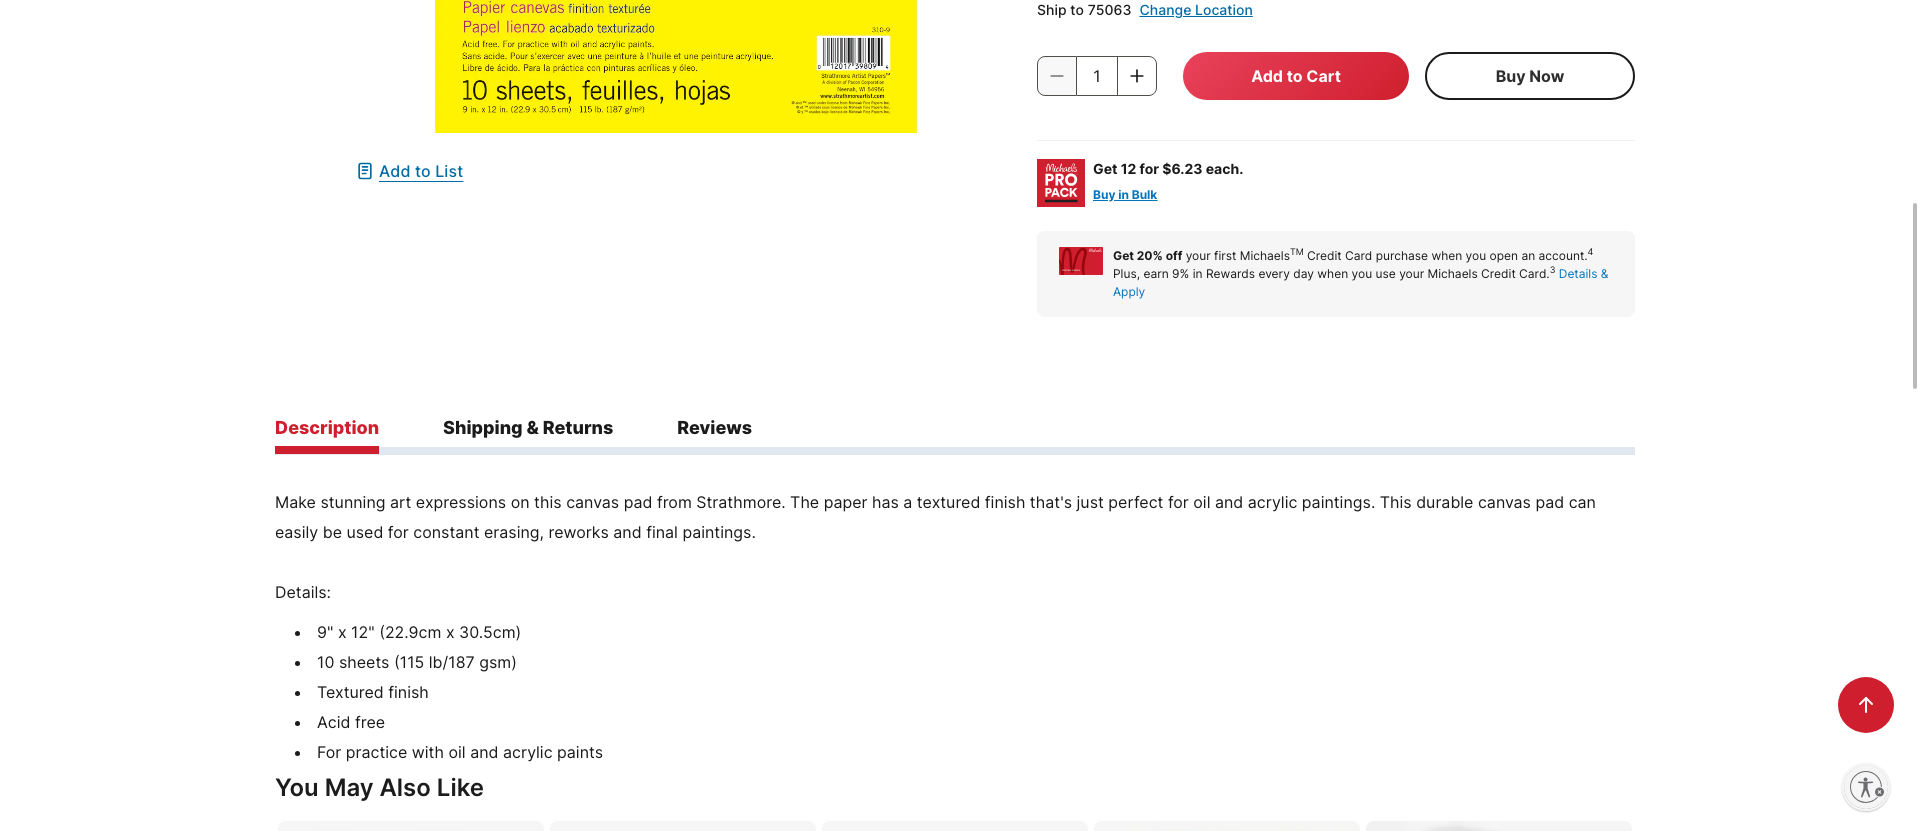 Papier canevas finition texturée
Papel lienzo acabado texturizado
Acid free. For practice with oil and acrylic paints.
Sans acide. Pour s'exercer avec une peinture à l'huile et une peinture acrylique.
Libre de ácido. Para la práctica con pinturas acrílicas y óleo.
10 sheets, feuilles, hojas
9 in. x 12 in. (22.9 x 30.5 cm) 115 lb. (187 g/m²)
310-9
0 12017 39809 4
Strathmore Artist Papers™
A division of Pacon Corporation
Neenah, WI 54956
www.strathmoreartist.com
Add to List
Ship to 75063 Change Location
1
Add to Cart
Buy Now
Michaels
PRO
PACK
Get 12 for $6.23 each.
Buy in Bulk
Get 20% off your first Michaels™ Credit Card purchase when you open an account.⁴
Plus, earn 9% in Rewards every day when you use your Michaels Credit Card.³ Details &
Apply
Description
Shipping & Returns
Reviews
Make stunning art expressions on this canvas pad from Strathmore. The paper has a textured finish that's just perfect for oil and acrylic paintings. This durable canvas pad can
easily be used for constant erasing, reworks and final paintings.
Details:
9" x 12" (22.9cm x 30.5cm)
10 sheets (115 lb/187 gsm)
Textured finish
Acid free
For practice with oil and acrylic paints
You May Also Like